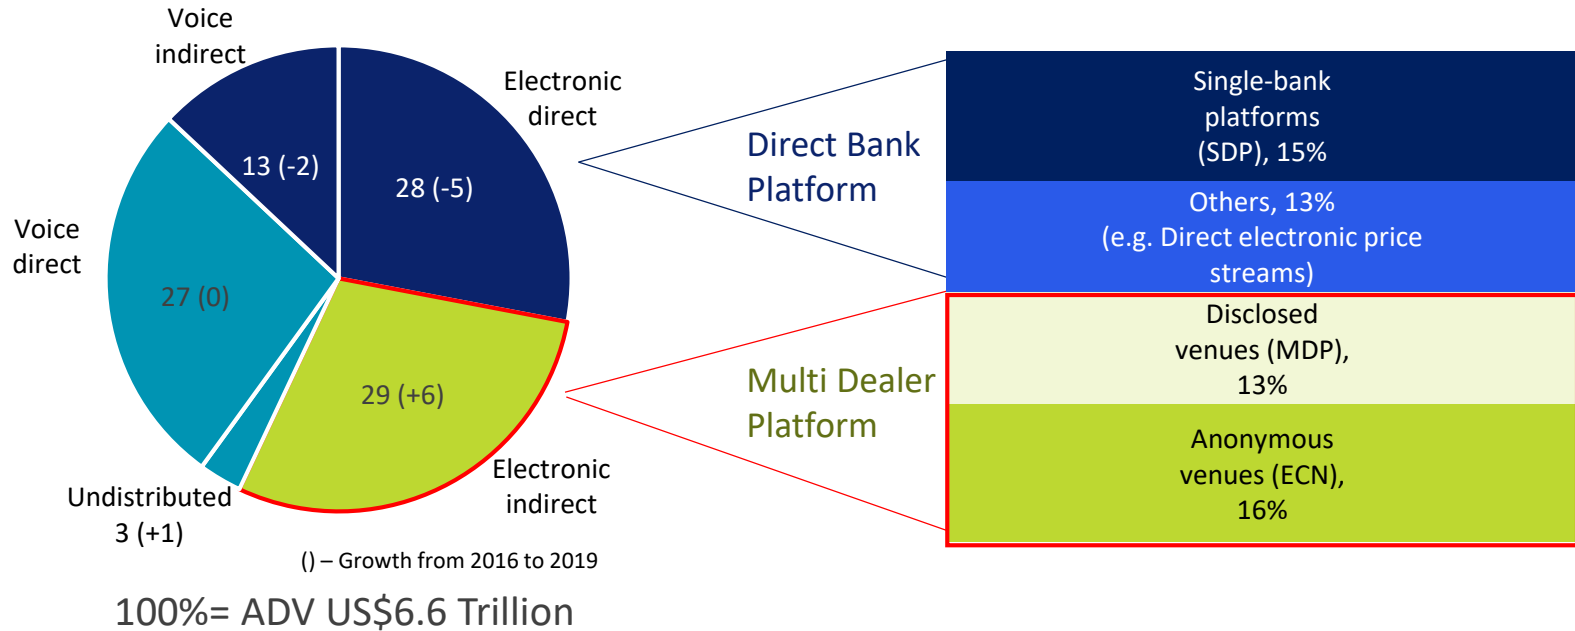 Voice
indirect
Electronic
direct
13 (-2)
28 (-5)
Voice
direct
27 (0)
29 (+6)
Electronic
indirect
Undistributed
3 (+1)
() – Growth from 2016 to 2019
100%= ADV US$6.6 Trillion
Direct Bank
Platform
Multi Dealer
Platform
Single-bank
platforms
(SDP), 15%
Others, 13%
(e.g. Direct electronic price
streams)
Disclosed
venues (MDP),
13%
Anonymous
venues (ECN),
16%